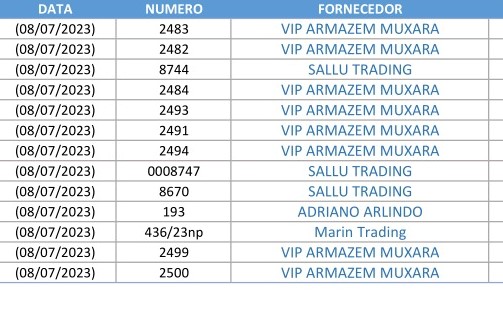 DATA NUMERO FORNECEDOR
(08/07/2023) 2483 VIP ARMAZEM MUXARA
(08/07/2023) 2482 VIP ARMAZEM MUXARA
(08/07/2023) 8744 SALLU TRADING
(08/07/2023) 2484 VIP ARMAZEM MUXARA
(08/07/2023) 2493 VIP ARMAZEM MUXARA
(08/07/2023) 2491 VIP ARMAZEM MUXARA
(08/07/2023) 2494 VIP ARMAZEM MUXARA
(08/07/2023) 0008747 SALLU TRADING
(08/07/2023) 8670 SALLU TRADING
(08/07/2023) 193 ADRIANO ARLINDO
(08/07/2023) 436/23np Marin Trading
(08/07/2023) 2499 VIP ARMAZEM MUXARA
(08/07/2023) 2500 VIP ARMAZEM MUXARA